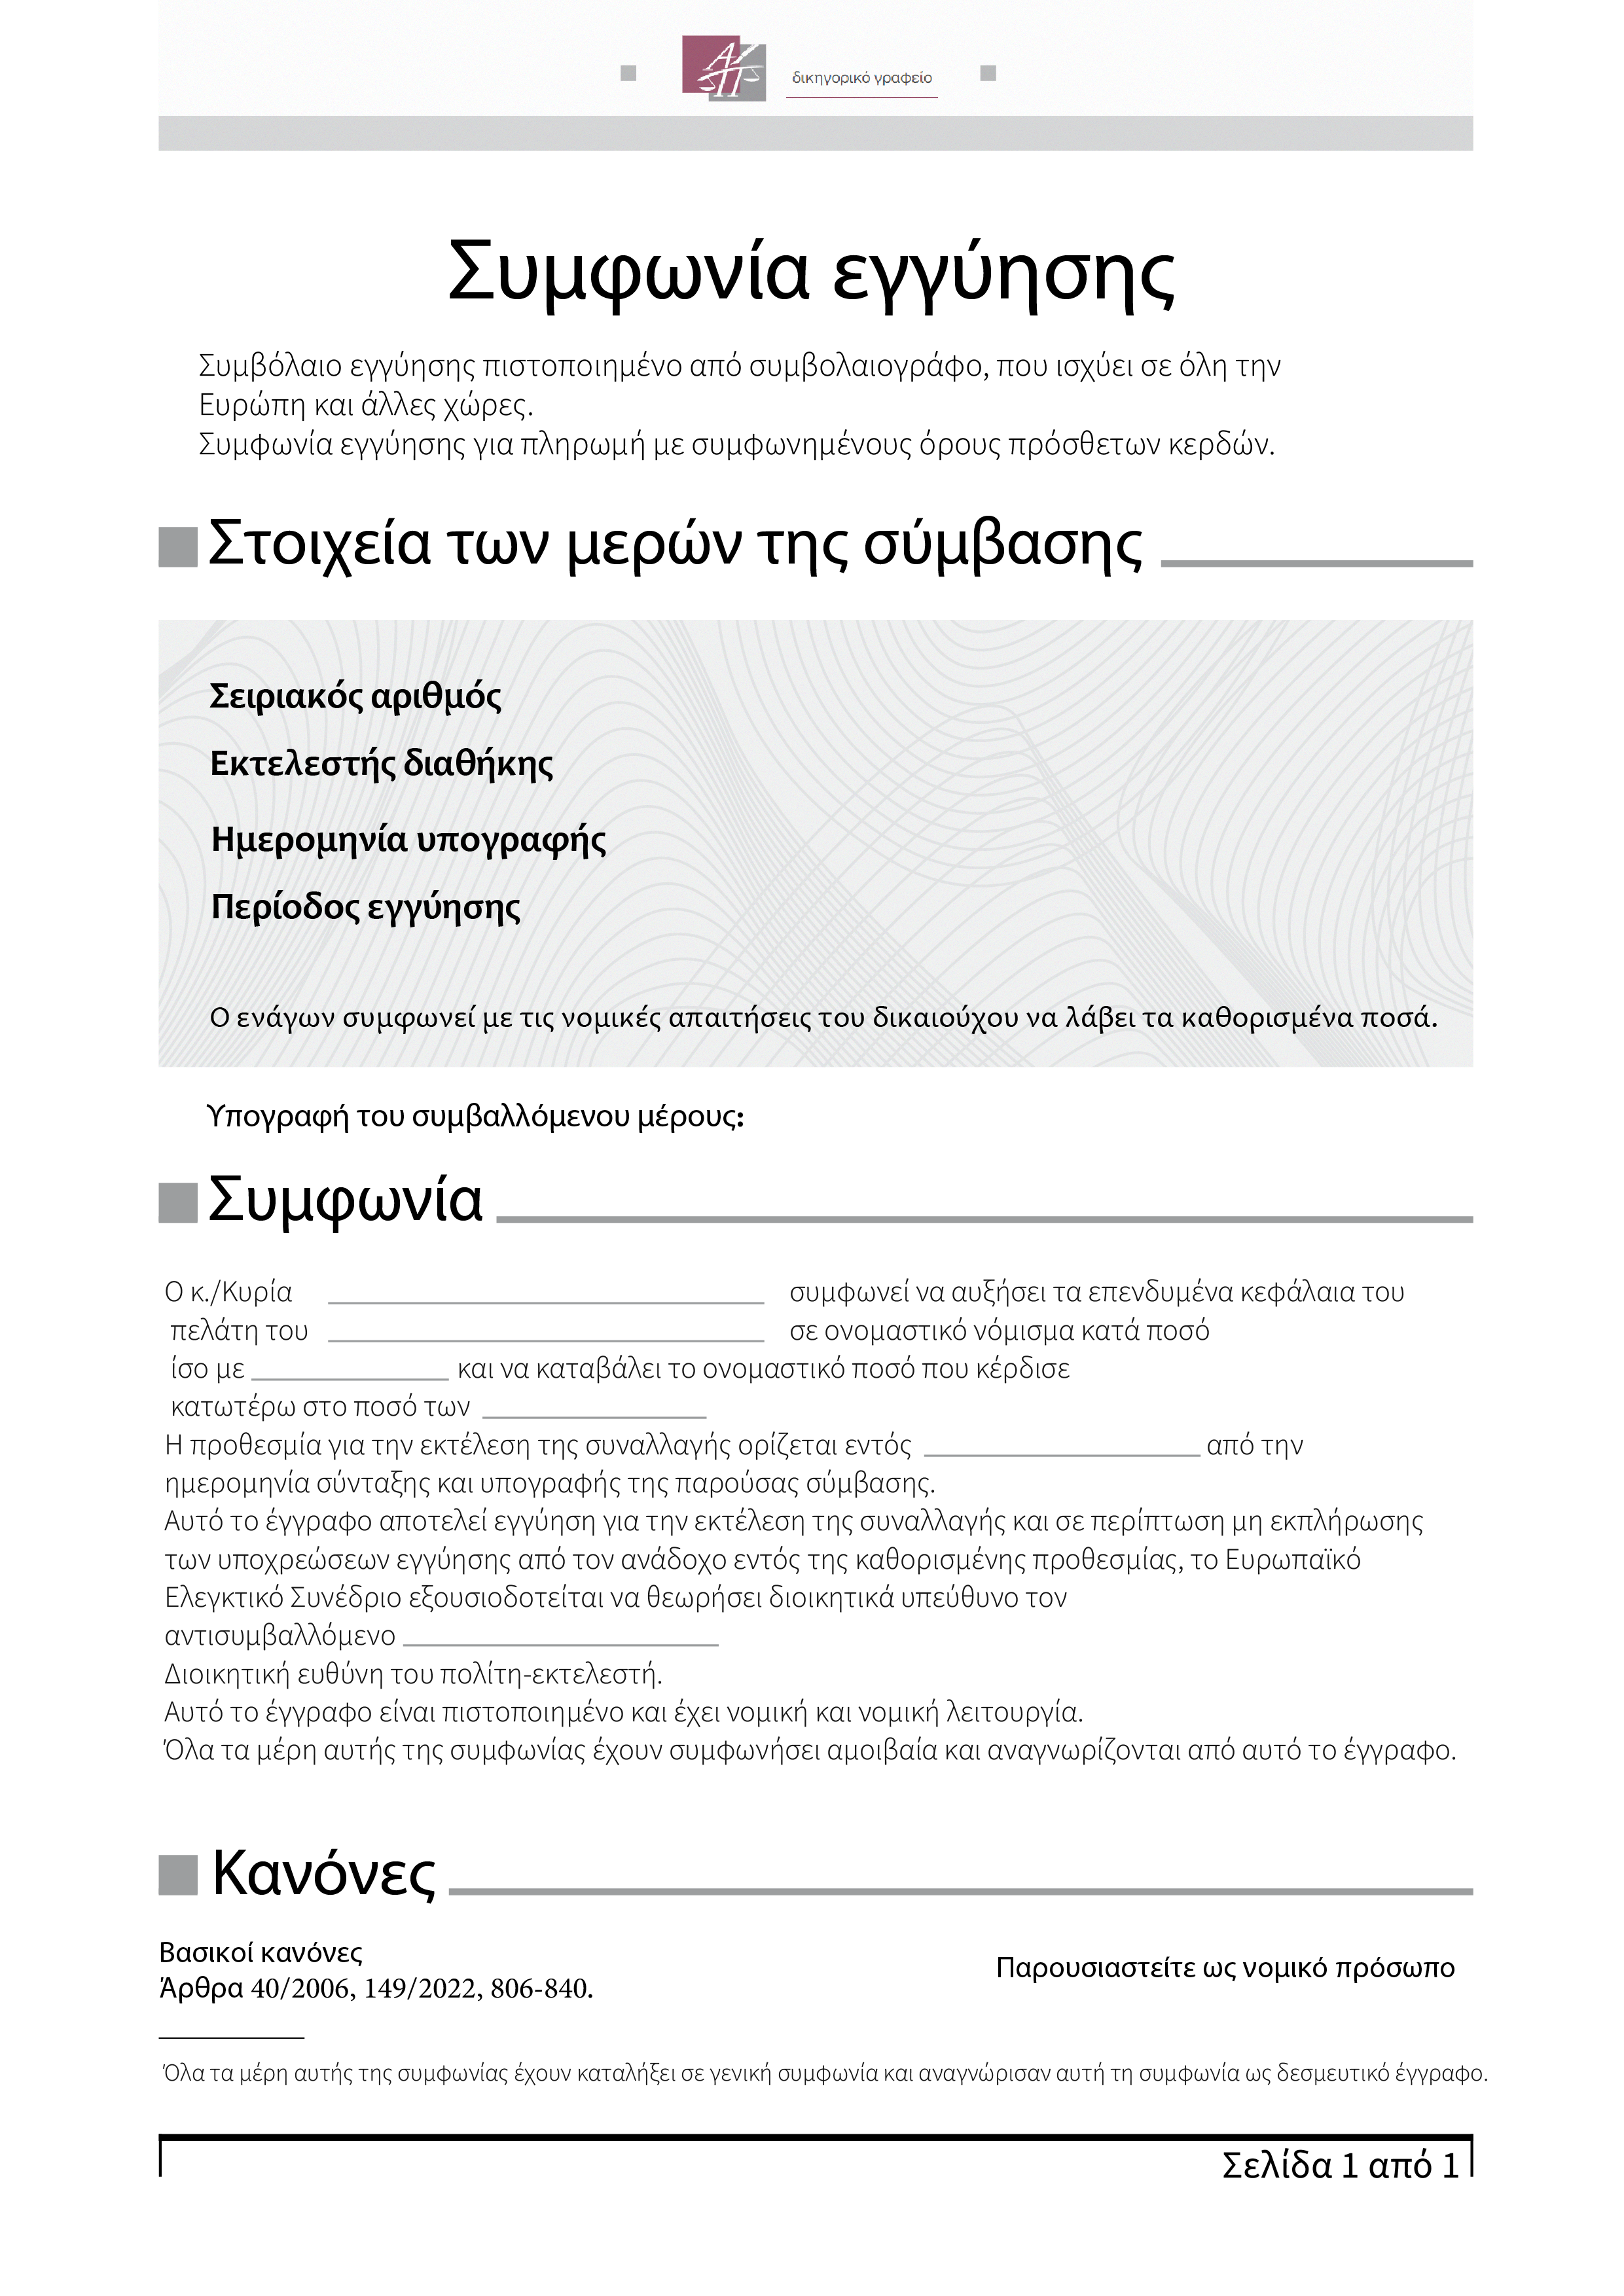 ΑΠ
δικηγορικό γραφείο
Συμφωνία εγγύησης
Συμβόλαιο εγγύησης πιστοποιημένο από συμβολαιογράφο, που ισχύει σε όλη την
Ευρώπη και άλλες χώρες.
Συμφωνία εγγύησης για πληρωμή με συμφωνημένους όρους πρόσθετων κερδών.
Στοιχεία των μερών της σύμβασης
Σειριακός αριθμός
Εκτελεστής διαθήκης
Ημερομηνία υπογραφής
Περίοδος εγγύησης
Ο ενάγων συμφωνεί με τις νομικές απαιτήσεις του δικαιούχου να λάβει τα καθορισμένα ποσά.
Υπογραφή του συμβαλλόμενου μέρους:
Συμφωνία
Ο κ./Κυρία ____ συμφωνεί να αυξήσει τα επενδυμένα κεφάλαια του
πελάτη του ____ σε ονομαστικό νόμισμα κατά ποσό
ίσο με ____ και να καταβάλει το ονομαστικό ποσό που κέρδισε
κατωτέρω στο ποσό των ____
Η προθεσμία για την εκτέλεση της συναλλαγής ορίζεται εντός ____ από την
ημερομηνία σύνταξης και υπογραφής της παρούσας σύμβασης.
Αυτό το έγγραφο αποτελεί εγγύηση για την εκτέλεση της συναλλαγής και σε περίπτωση μη εκπλήρωσης
των υποχρεώσεων εγγύησης από τον ανάδοχο εντός της καθορισμένης προθεσμίας, το Ευρωπαϊκό
Ελεγκτικό Συνέδριο εξουσιοδοτείται να θεωρήσει διοικητικά υπεύθυνο τον
αντισυμβαλλόμενο ____
Διοικητική ευθύνη του πολίτη-εκτελεστή.
Αυτό το έγγραφο είναι πιστοποιημένο και έχει νομική και νομική λειτουργία.
Όλα τα μέρη αυτής της συμφωνίας έχουν συμφωνήσει αμοιβαία και αναγνωρίζονται από αυτό το έγγραφο.
Κανόνες
Βασικοί κανόνες
Άρθρα 40/2006, 149/2022, 806-840.
Παρουσιαστείτε ως νομικό πρόσωπο
Όλα τα μέρη αυτής της συμφωνίας έχουν καταλήξει σε γενική συμφωνία και αναγνώρισαν αυτή τη συμφωνία ως δεσμευτικό έγγραφο.
Σελίδα 1 από 1